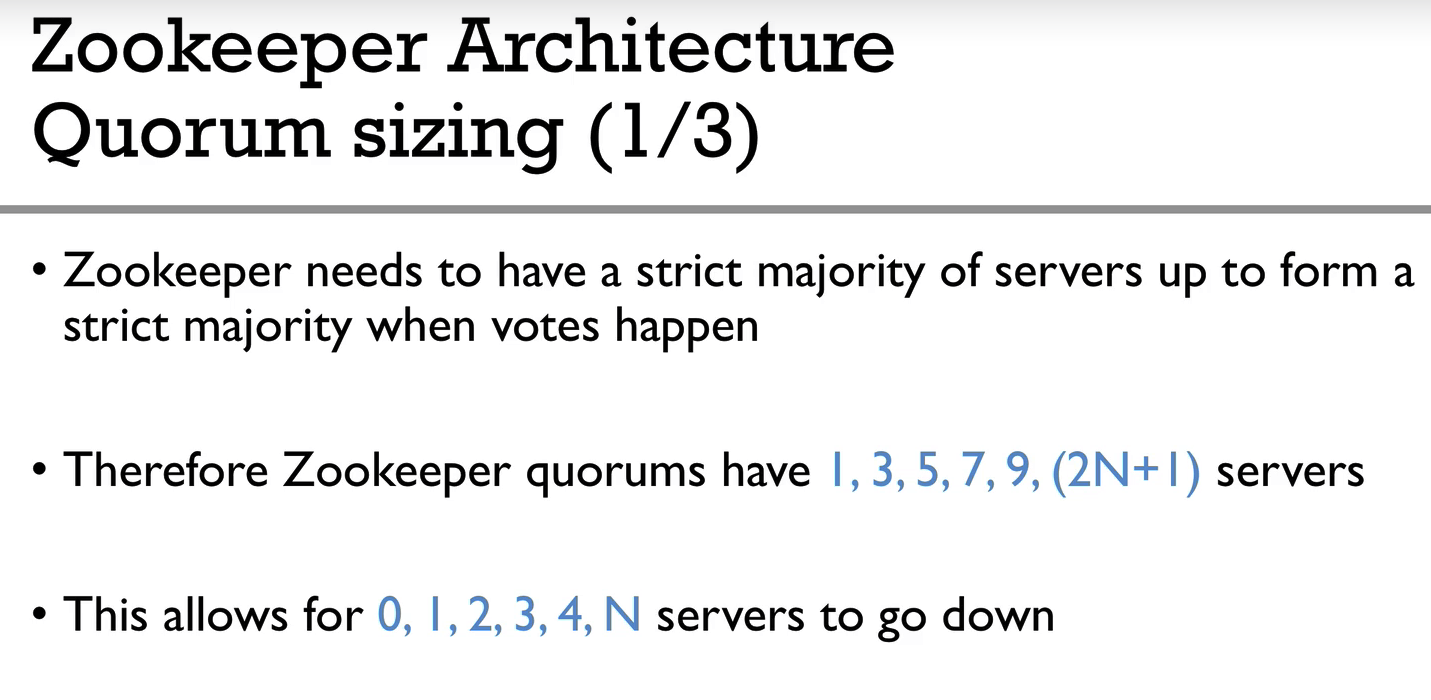 Zookeeper Architecture
Quorum sizing (1/3)
• Zookeeper needs to have a strict majority of servers up to form a
strict majority when votes happen
• Therefore Zookeeper quorums have 1, 3, 5, 7, 9, (2N+1) servers
• This allows for 0, 1, 2, 3, 4, N servers to go down